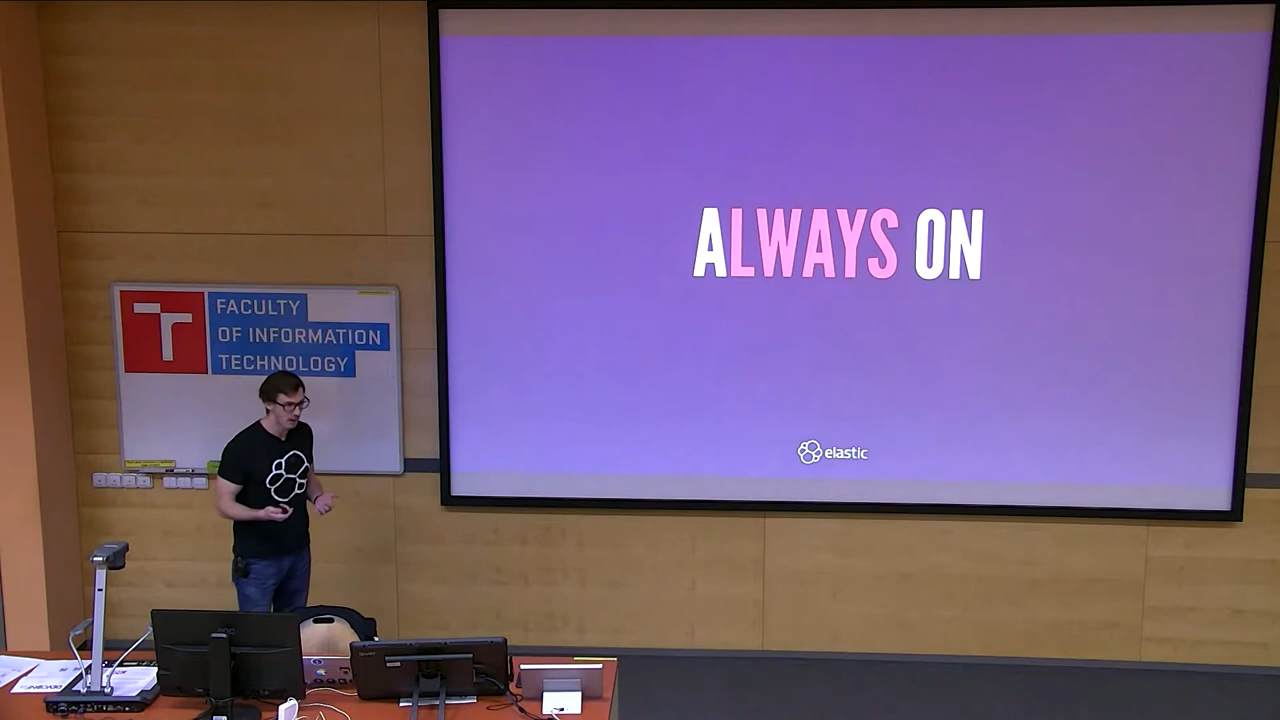 ALWAYS ON
elastic
FACULTY
OF INFORMATION
TECHNOLOGY